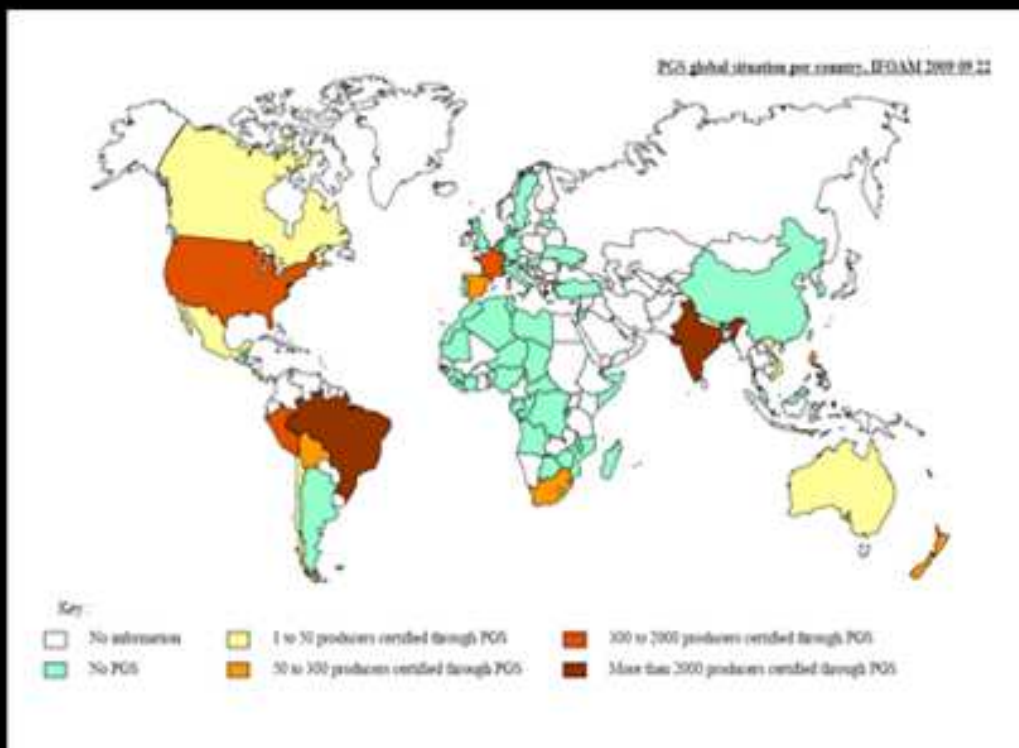 PGS global situation per country, IFOAM 2009 09 22
Key:
No information
1 to 50 producers certified through PGS
300 to 2000 producers certified through PGS
No PGS
50 to 300 producers certified through PGS
More than 2000 producers certified through PGS